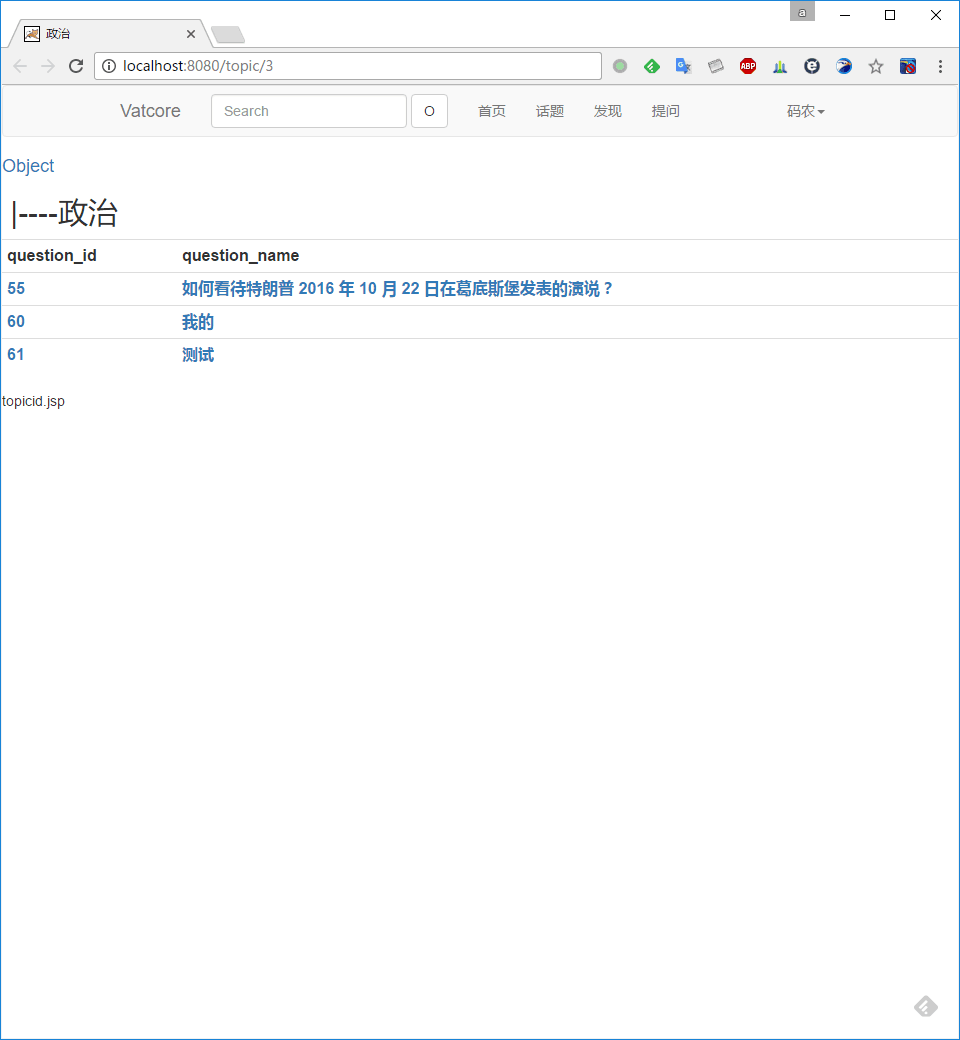 a
政治
localhost:8080/topic/3
ABP
Vatcore Search O 首页 话题 发现 提问 码农
Object
|----政治
question_id question_name
55 如何看待特朗普 2016 年 10 月 22 日在葛底斯堡发表的演说？
60 我的
61 测试
topicid.jsp